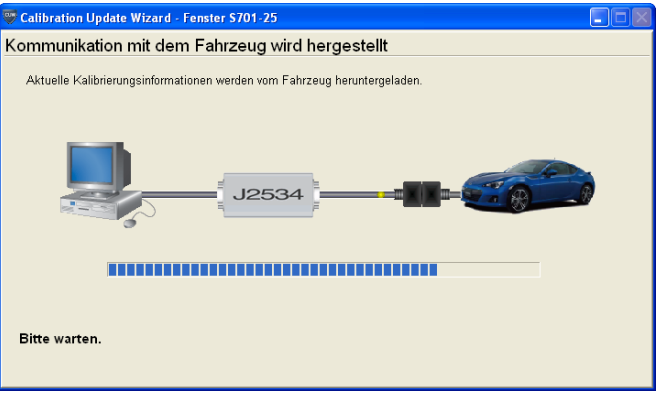 CUW Calibration Update Wizard - Fenster S701-25
Kommunikation mit dem Fahrzeug wird hergestellt
Aktuelle Kalibrierungsinformationen werden vom Fahrzeug heruntergeladen.
J2534
Bitte warten.